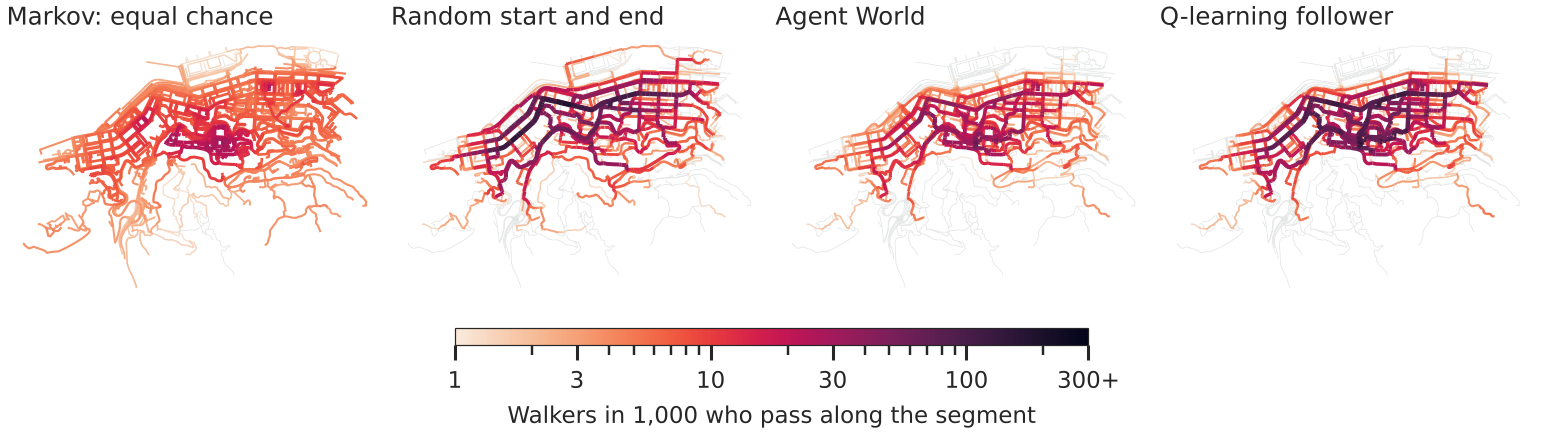 Markov: equal chance
Random start and end
Agent World
Q-learning follower
1 3 10 30 100 300+
Walkers in 1,000 who pass along the segment